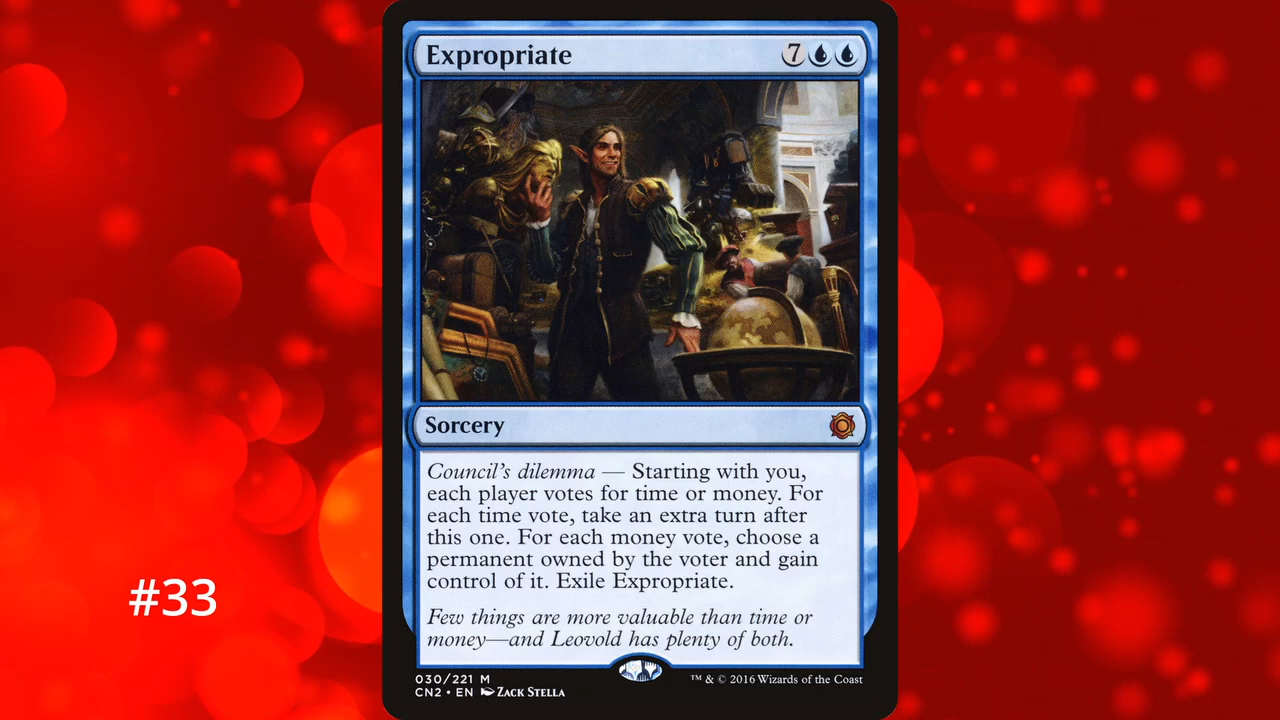 Expropriate 7
Sorcery
Council's dilemma — Starting with you,
each player votes for time or money. For
each time vote, take an extra turn after
this one. For each money vote, choose a
permanent owned by the voter and gain
control of it. Exile Expropriate.
Few things are more valuable than time or
money—and Leovold has plenty of both.
030/221 M
CN2 • EN Zack Stella
™ & © 2016 Wizards of the Coast
#33